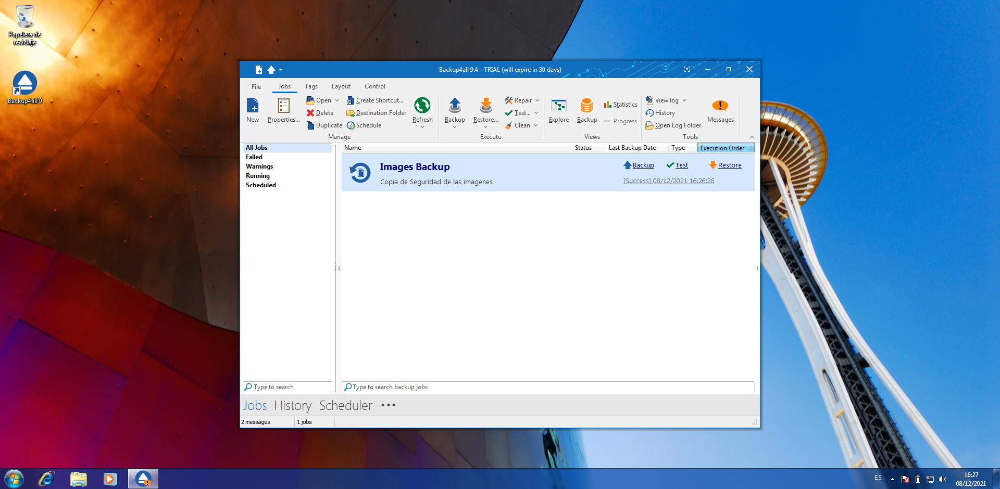 Papelera de
reciclaje
Backup4all 9
Backup4all 9.4 - TRIAL (will expire in 30 days)
File Jobs Tags Layout Control
New
Properties...
Open
Delete
Duplicate
Create Shortcut...
Destination Folder
Schedule
Refresh
Manage
Backup
Restore...
Repair
Test...
Clean
Execute
Explore
Backup
Statistics
Progress
Views
View log
History
Open Log Folder
Messages
Tools
All Jobs
Failed
Warnings
Running
Scheduled
Name Status Last Backup Date Type Execution Order
Images Backup
Copia de Seguridad de las imagenes
Backup Test Restore
[Success] 08/12/2021 16:26:28
Type to search
Type to search backup jobs
Jobs History Scheduler •••
2 messages 1 jobs
ES
16:27
08/12/2021